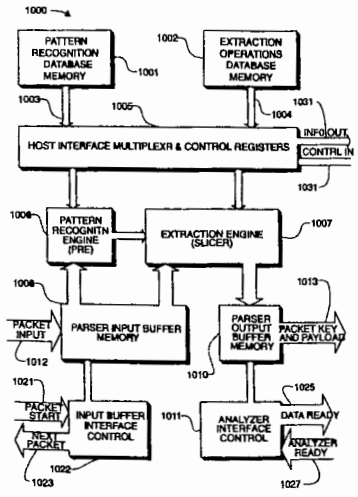 1000
PATTERN
RECOGNITION
DATABASE
MEMORY
1001
1002
EXTRACTION
OPERATIONS
DATABASE
MEMORY
1003
1005
1004
1031
INFO OUT
HOST INTERFACE MULTIPLEXR & CONTROL REGISTERS
CONTRL IN
1031
1006
PATTERN
RECOGNITN
ENGINE
(PRE)
EXTRACTION ENGINE
(SLICER)
1007
1008
1013
PACKET
INPUT
PARSER INPUT BUFFER
MEMORY
PARSER
OUTPUT
BUFFER
MEMORY
PACKET KEY
AND PAYLOAD
1012
1010
1021
1025
PACKET
START
INPUT BUFFER
INTERFACE
CONTROL
1011
ANALYZER
INTERFACE
CONTROL
DATA READY
NEXT
PACKET
ANALYZER
READY
1023
1022
1027